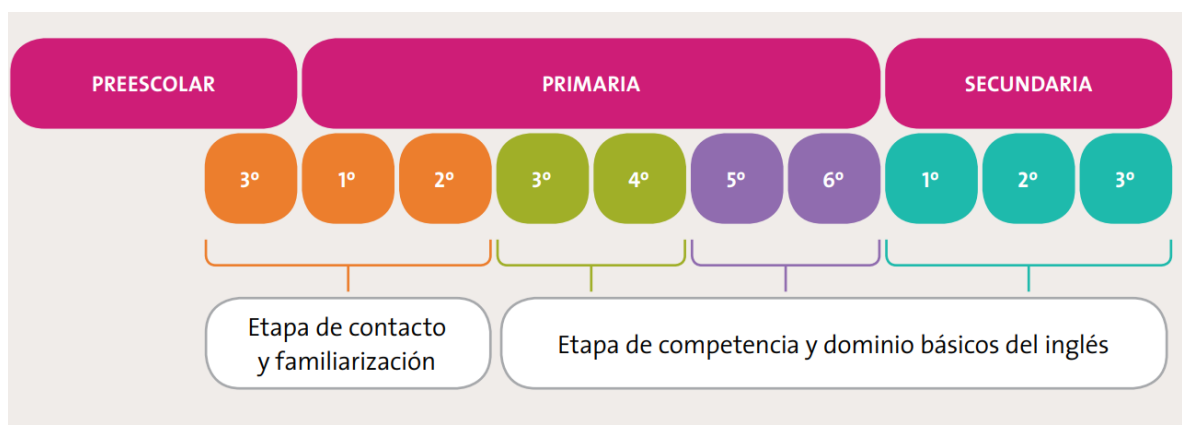 PREESCOLAR PRIMARIA SECUNDARIA
3º 1º 2º 3º 4º 5º 6º 1º 2º 3º
Etapa de contacto
y familiarización
Etapa de competencia y dominio básicos del inglés